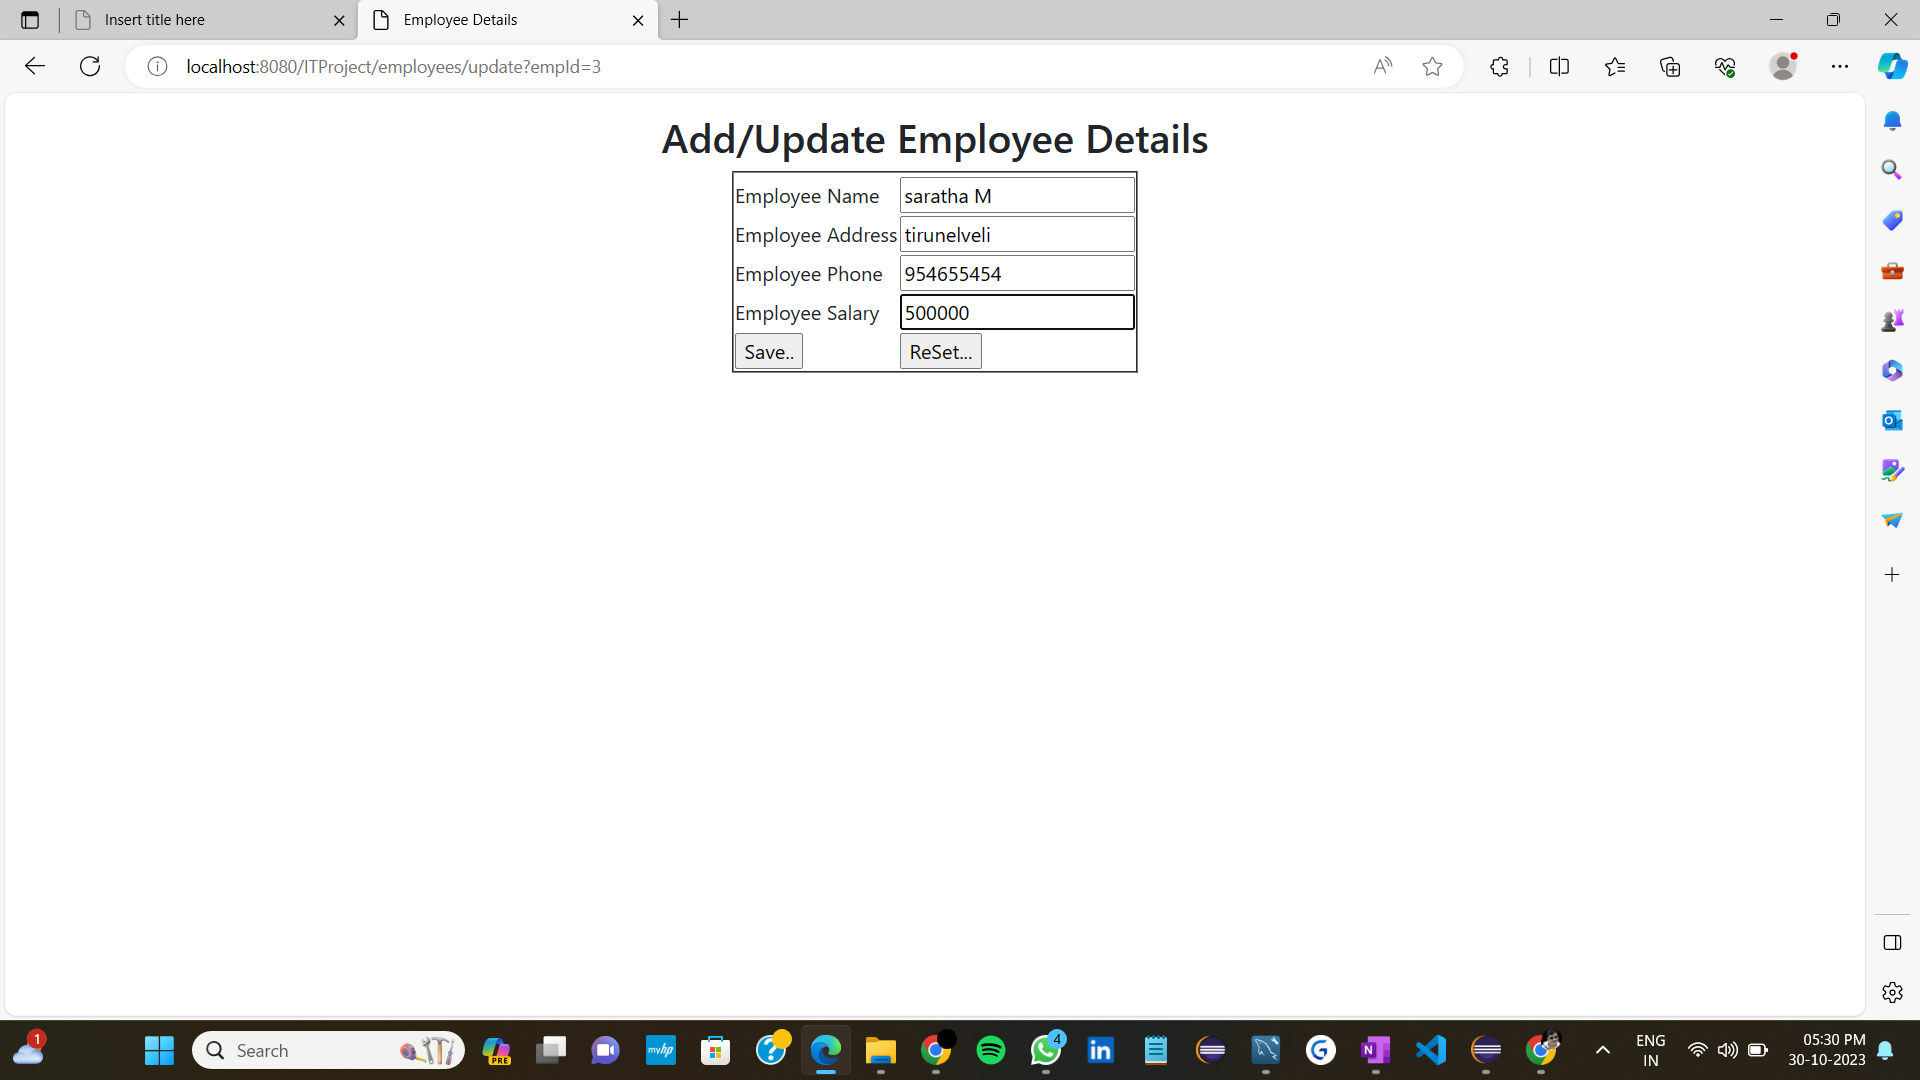 Insert title here
Employee Details
localhost:8080/ITProject/employees/update?empId=3
Add/Update Employee Details
Employee Name saratha M
Employee Address tirunelveli
Employee Phone 954655454
Employee Salary 500000
Save.. ReSet...
1
Search
PRE
myhp
4
ENG
IN
05:30 PM
30-10-2023